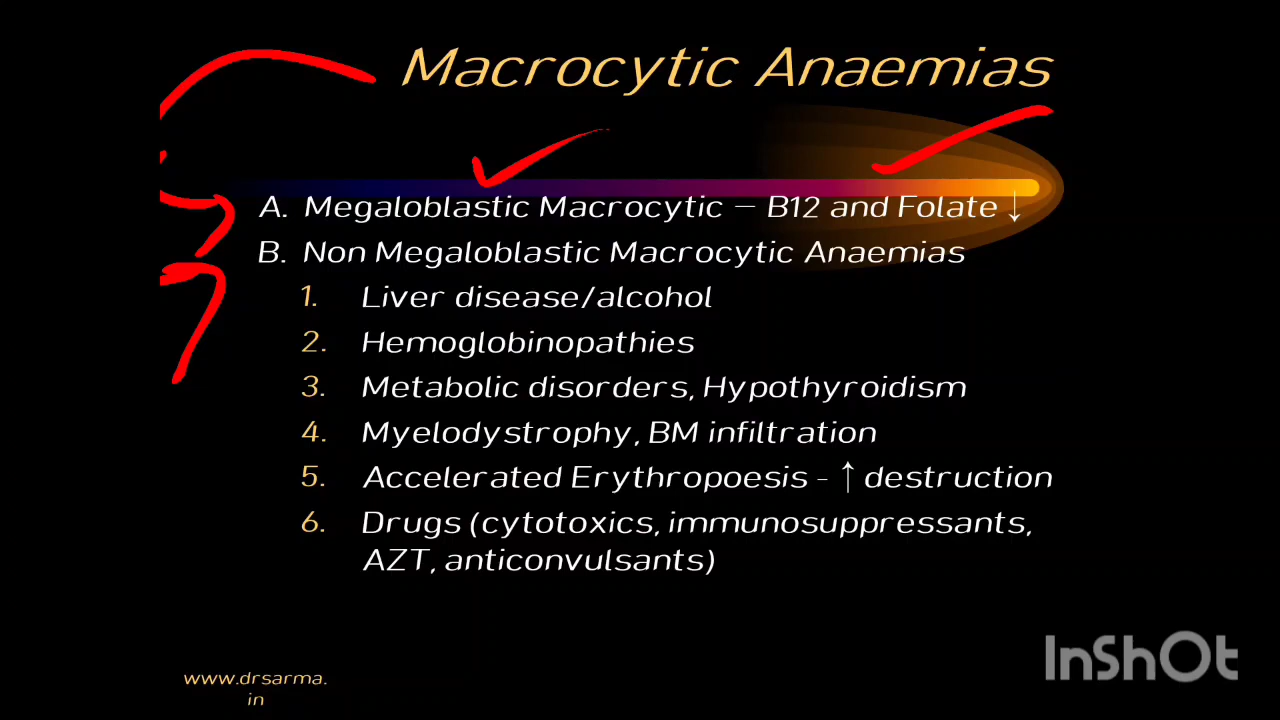 Macrocytic Anaemias
A. Megaloblastic Macrocytic – B12 and Folate ↓
B. Non Megaloblastic Macrocytic Anaemias
1. Liver disease/alcohol
2. Hemoglobinopathies
3. Metabolic disorders, Hypothyroidism
4. Myelodystrophy, BM infiltration
5. Accelerated Erythropoesis - ↑ destruction
6. Drugs (cytotoxics, immunosuppressants,
AZT, anticonvulsants)
www.drsarma.
in
InShOt